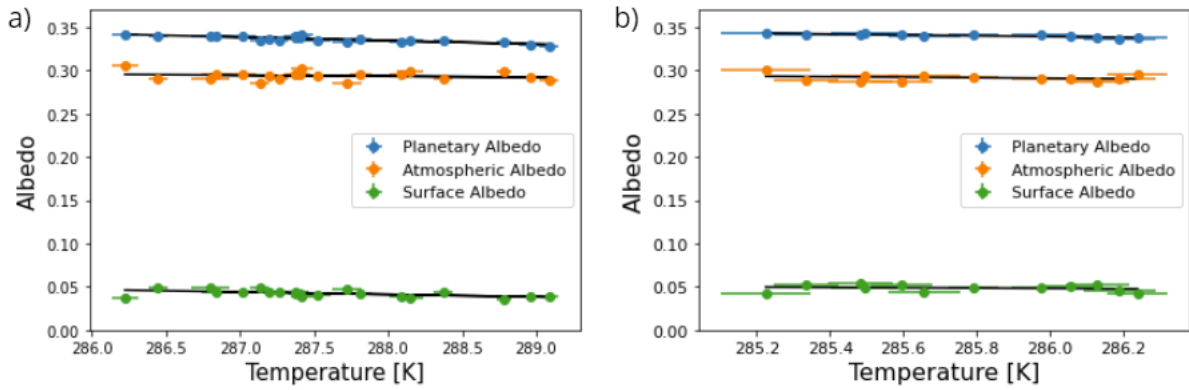 a)
0.35
0.30
0.25
0.20
0.15
0.10
0.05
0.00
Albedo
Planetary Albedo
Atmospheric Albedo
Surface Albedo
286.0 286.5 287.0 287.5 288.0 288.5 289.0
Temperature [K]
b)
0.35
0.30
0.25
0.20
0.15
0.10
0.05
0.00
Albedo
Planetary Albedo
Atmospheric Albedo
Surface Albedo
285.2 285.4 285.6 285.8 286.0 286.2
Temperature [K]